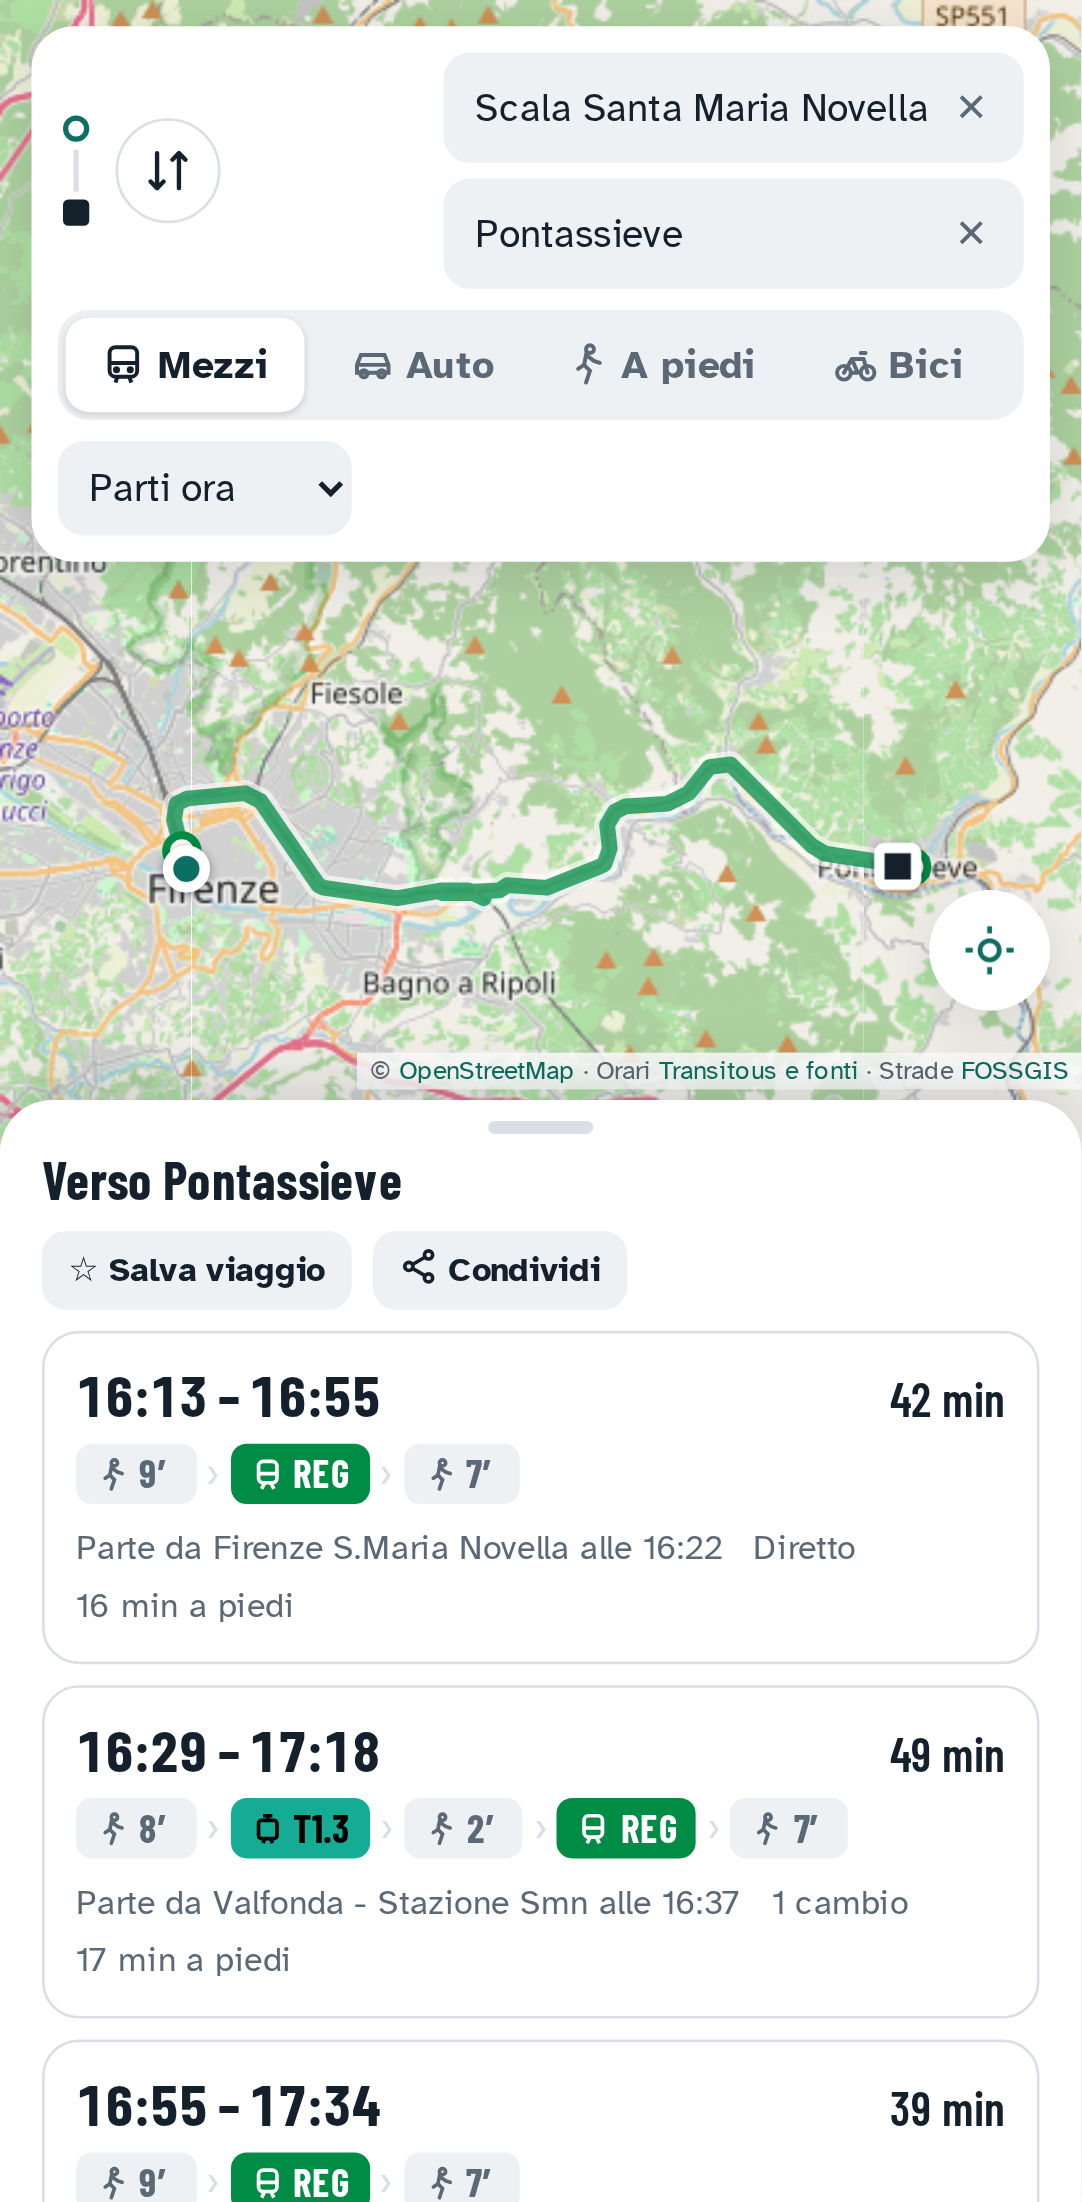 SP551
Scala Santa Maria Novella ✕
Pontassieve ✕
Mezzi Auto A piedi Bici
Parti ora
Fiesole
Firenze
Bagno a Ripoli
© OpenStreetMap · Orari Transitous e fonti · Strade FOSSGIS
Verso Pontassieve
☆ Salva viaggio Condividi
16:13 – 16:55 42 min
9′ › REG › 7′
Parte da Firenze S.Maria Novella alle 16:22 Diretto
16 min a piedi
16:29 – 17:18 49 min
8′ › T1.3 › 2′ › REG › 7′
Parte da Valfonda - Stazione Smn alle 16:37 1 cambio
17 min a piedi
16:55 – 17:34 39 min
9′ › REG › 7′